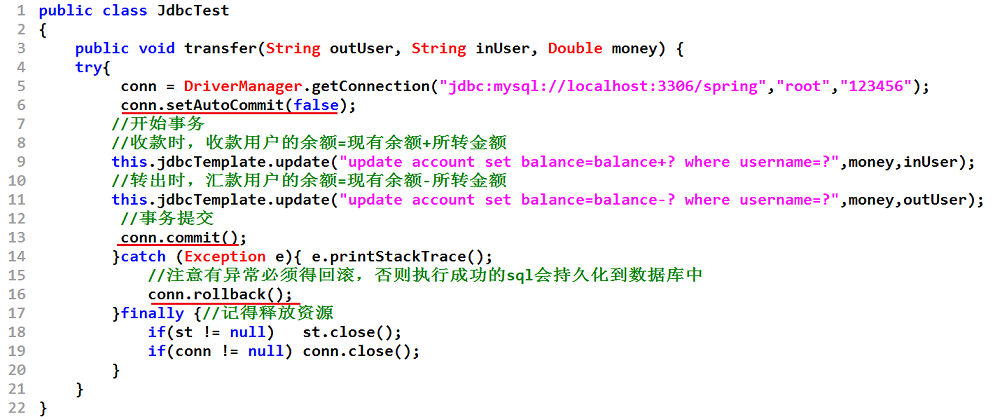 1 public class JdbcTest
2 {
3 public void transfer(String outUser, String inUser, Double money) {
4 try{
5 conn = DriverManager.getConnection("jdbc:mysql://localhost:3306/spring","root","123456");
6 conn.setAutoCommit(false);
7 //开始事务
8 //收款时，收款用户的余额=现有余额+所转金额
9 this.jdbcTemplate.update("update account set balance=balance+? where username=?",money,inUser);
10 //转出时，汇款用户的余额=现有余额-所转金额
11 this.jdbcTemplate.update("update account set balance=balance-? where username=?",money,outUser);
12 //事务提交
13 conn.commit();
14 }catch (Exception e){ e.printStackTrace();
15 //注意有异常必须得回滚，否则执行成功的sql会持久化到数据库中
16 conn.rollback();
17 }finally {//记得释放资源
18 if(st != null) st.close();
19 if(conn != null) conn.close();
20 }
21 }
22 }